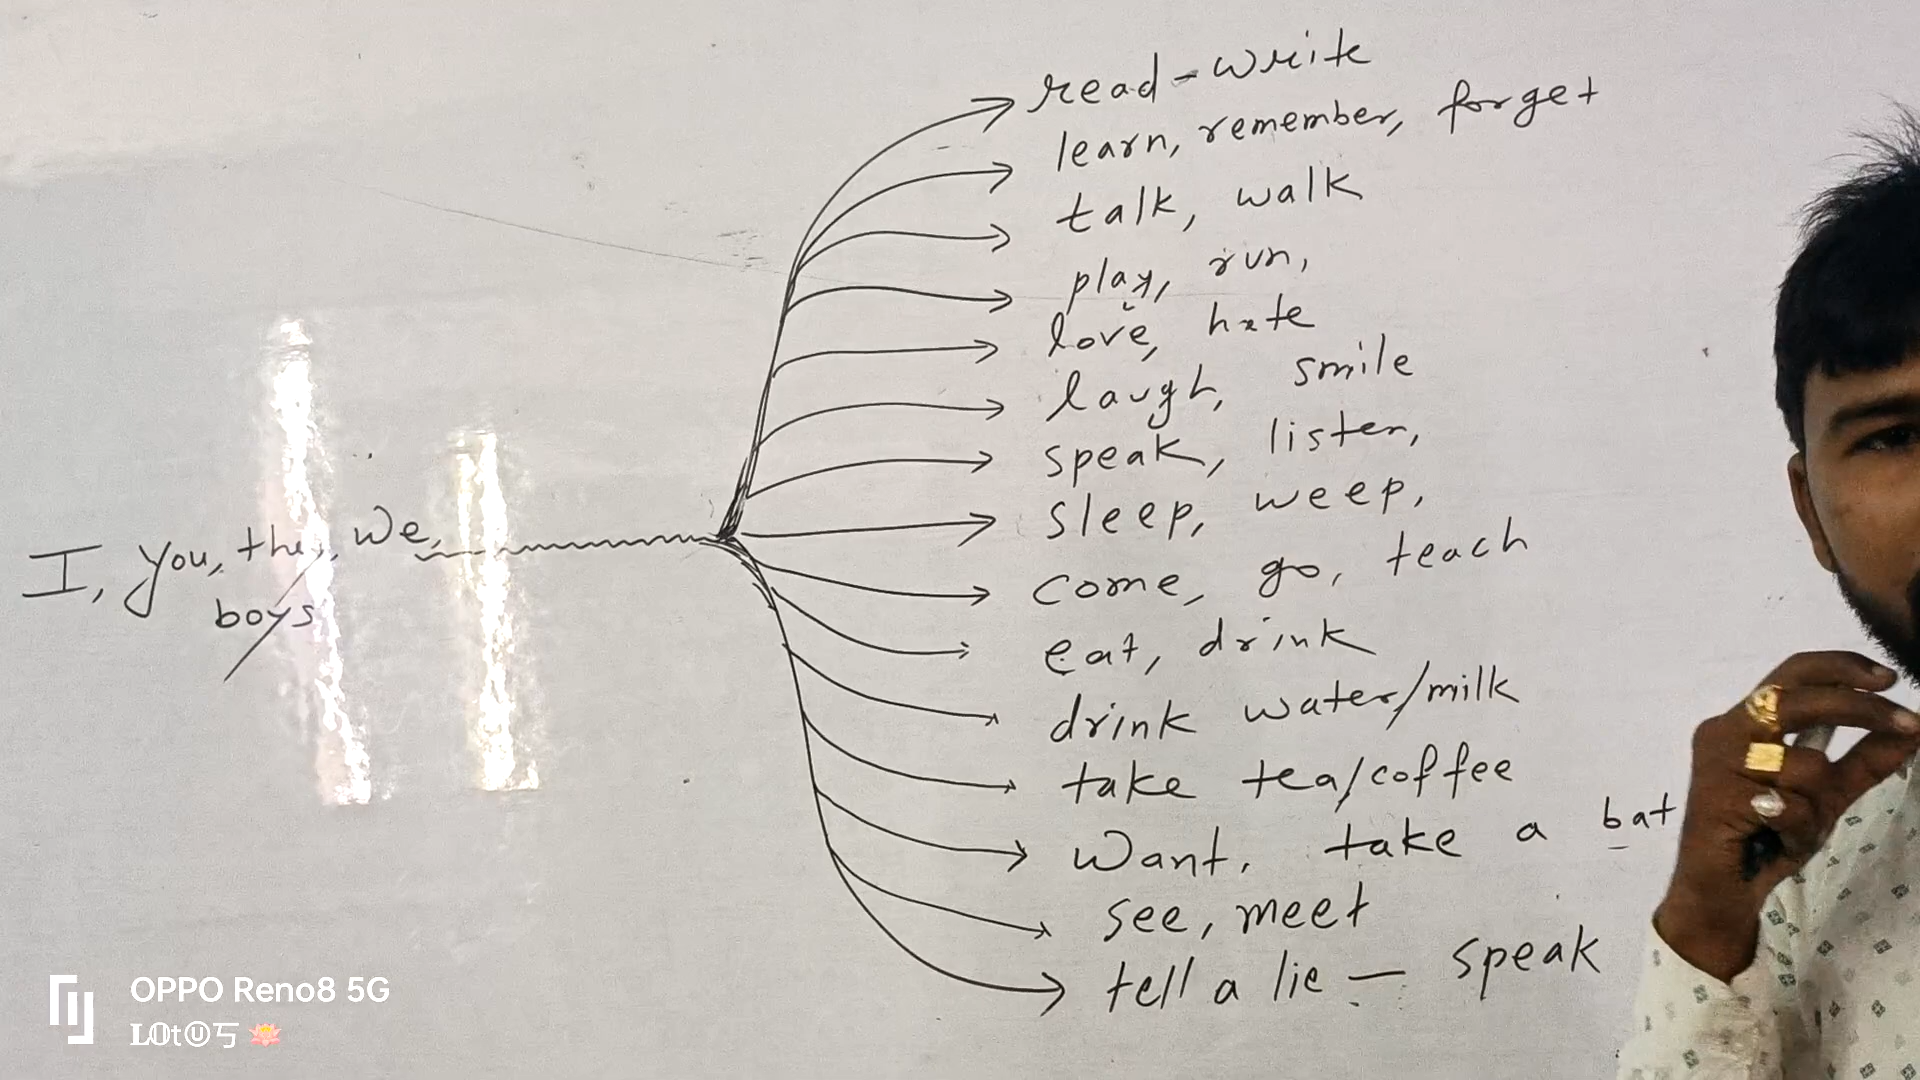 read - write
learn, remember, forget
talk, walk
play, run,
love, hate
laugh, smile
speak, listen,
sleep, weep,
I, you, they, we,
boys
come, go, teach
eat, drink
drink water/milk
take tea/coffee
want, take a bat
see, meet
tell a lie — speak
OPPO Reno8 5G